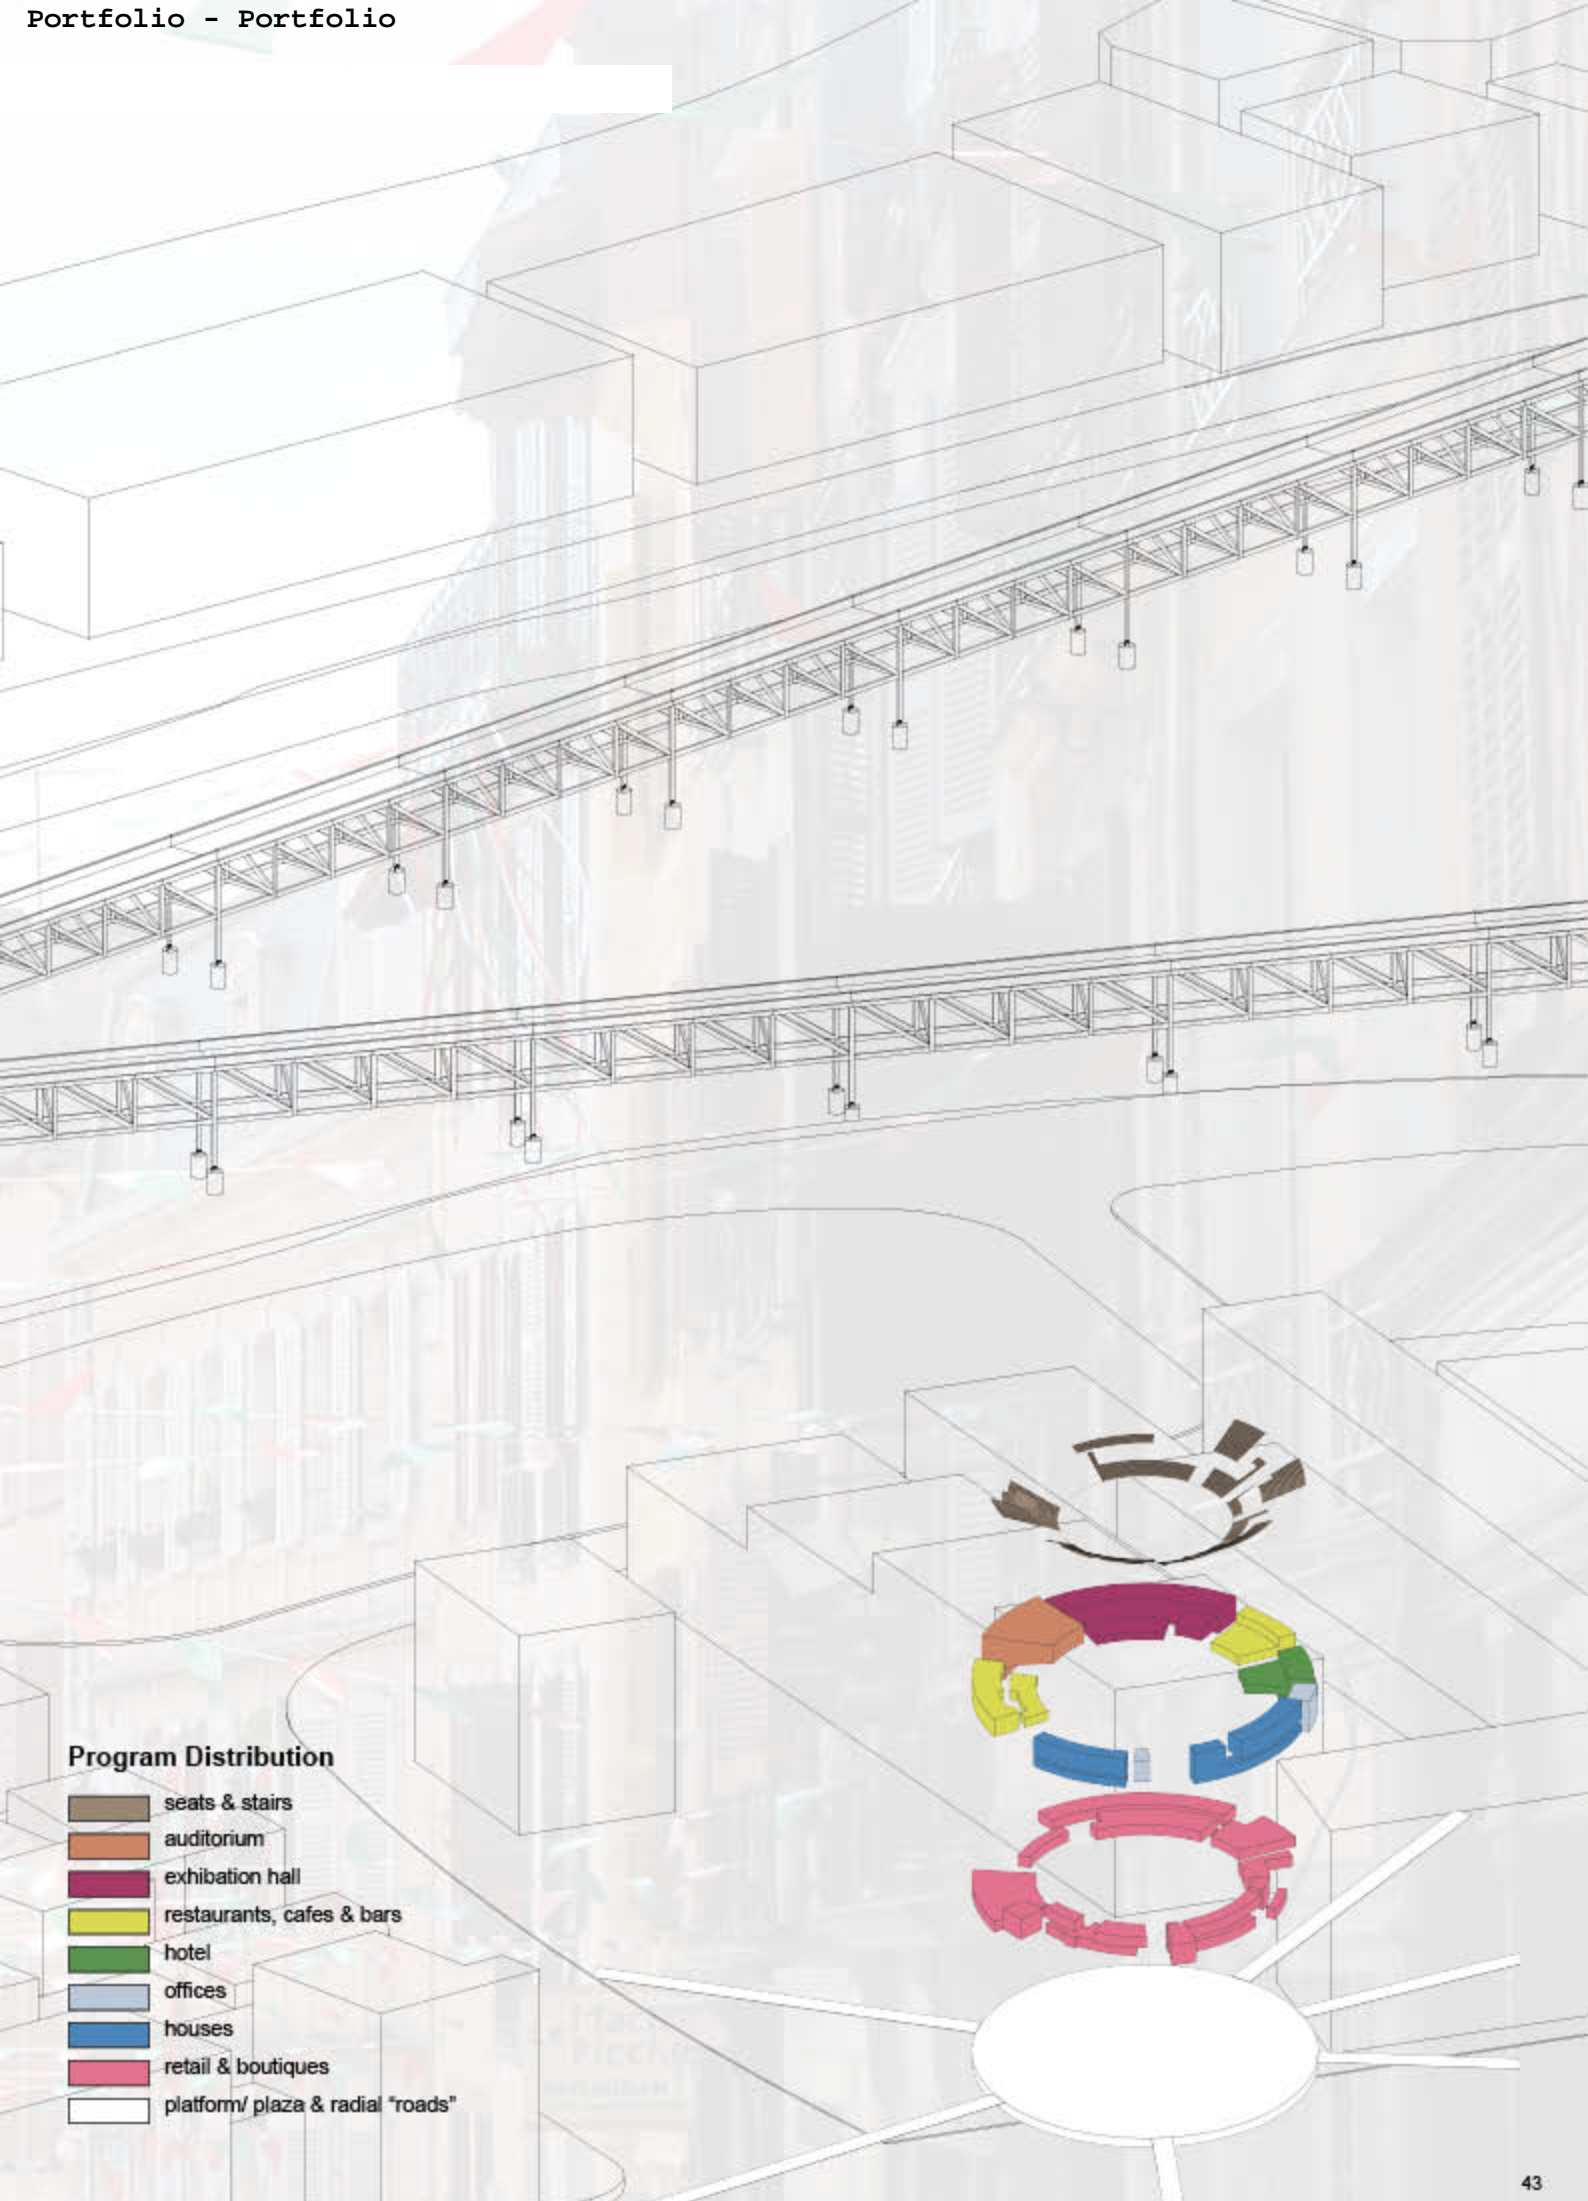 Portfolio - Portfolio
Program Distribution
seats & stairs
auditorium
exhibation hall
restaurants, cafes & bars
hotel
offices
houses
retail & boutiques
platform/ plaza & radial “roads”
43